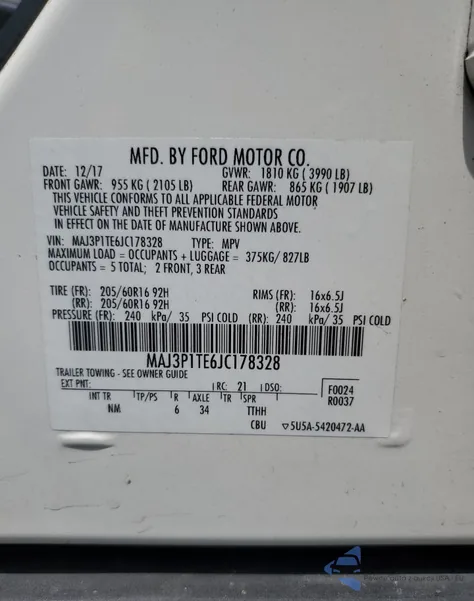 MFD. BY FORD MOTOR CO.
DATE: 12/17 GVWR: 1810 KG ( 3990 LB)
FRONT GAWR: 955 KG ( 2105 LB) REAR GAWR: 865 KG ( 1907 LB)
THIS VEHICLE CONFORMS TO ALL APPLICABLE FEDERAL MOTOR
VEHICLE SAFETY AND THEFT PREVENTION STANDARDS
IN EFFECT ON THE DATE OF MANUFACTURE SHOWN ABOVE.
VIN: MAJ3P1TE6JC178328 TYPE: MPV
MAXIMUM LOAD = OCCUPANTS + LUGGAGE = 375KG/ 827LB
OCCUPANTS = 5 TOTAL; 2 FRONT, 3 REAR
TIRE (FR): 205/60R16 92H RIMS (FR): 16x6.5J
(RR): 205/60R16 92H (RR): 16x6.5J
PRESSURE (FR): 240 kPa/ 35 PSI COLD (RR): 240 kPa/ 35 PSI COLD
MAJ3P1TE6JC178328
TRAILER TOWING - SEE OWNER GUIDE
EXT PNT: RC: 21 DSO: F0024
INT TR TP/PS R AXLE TR SPR R0037
NM 6 34 TTHH
CBU 5U5A-5420472-AA